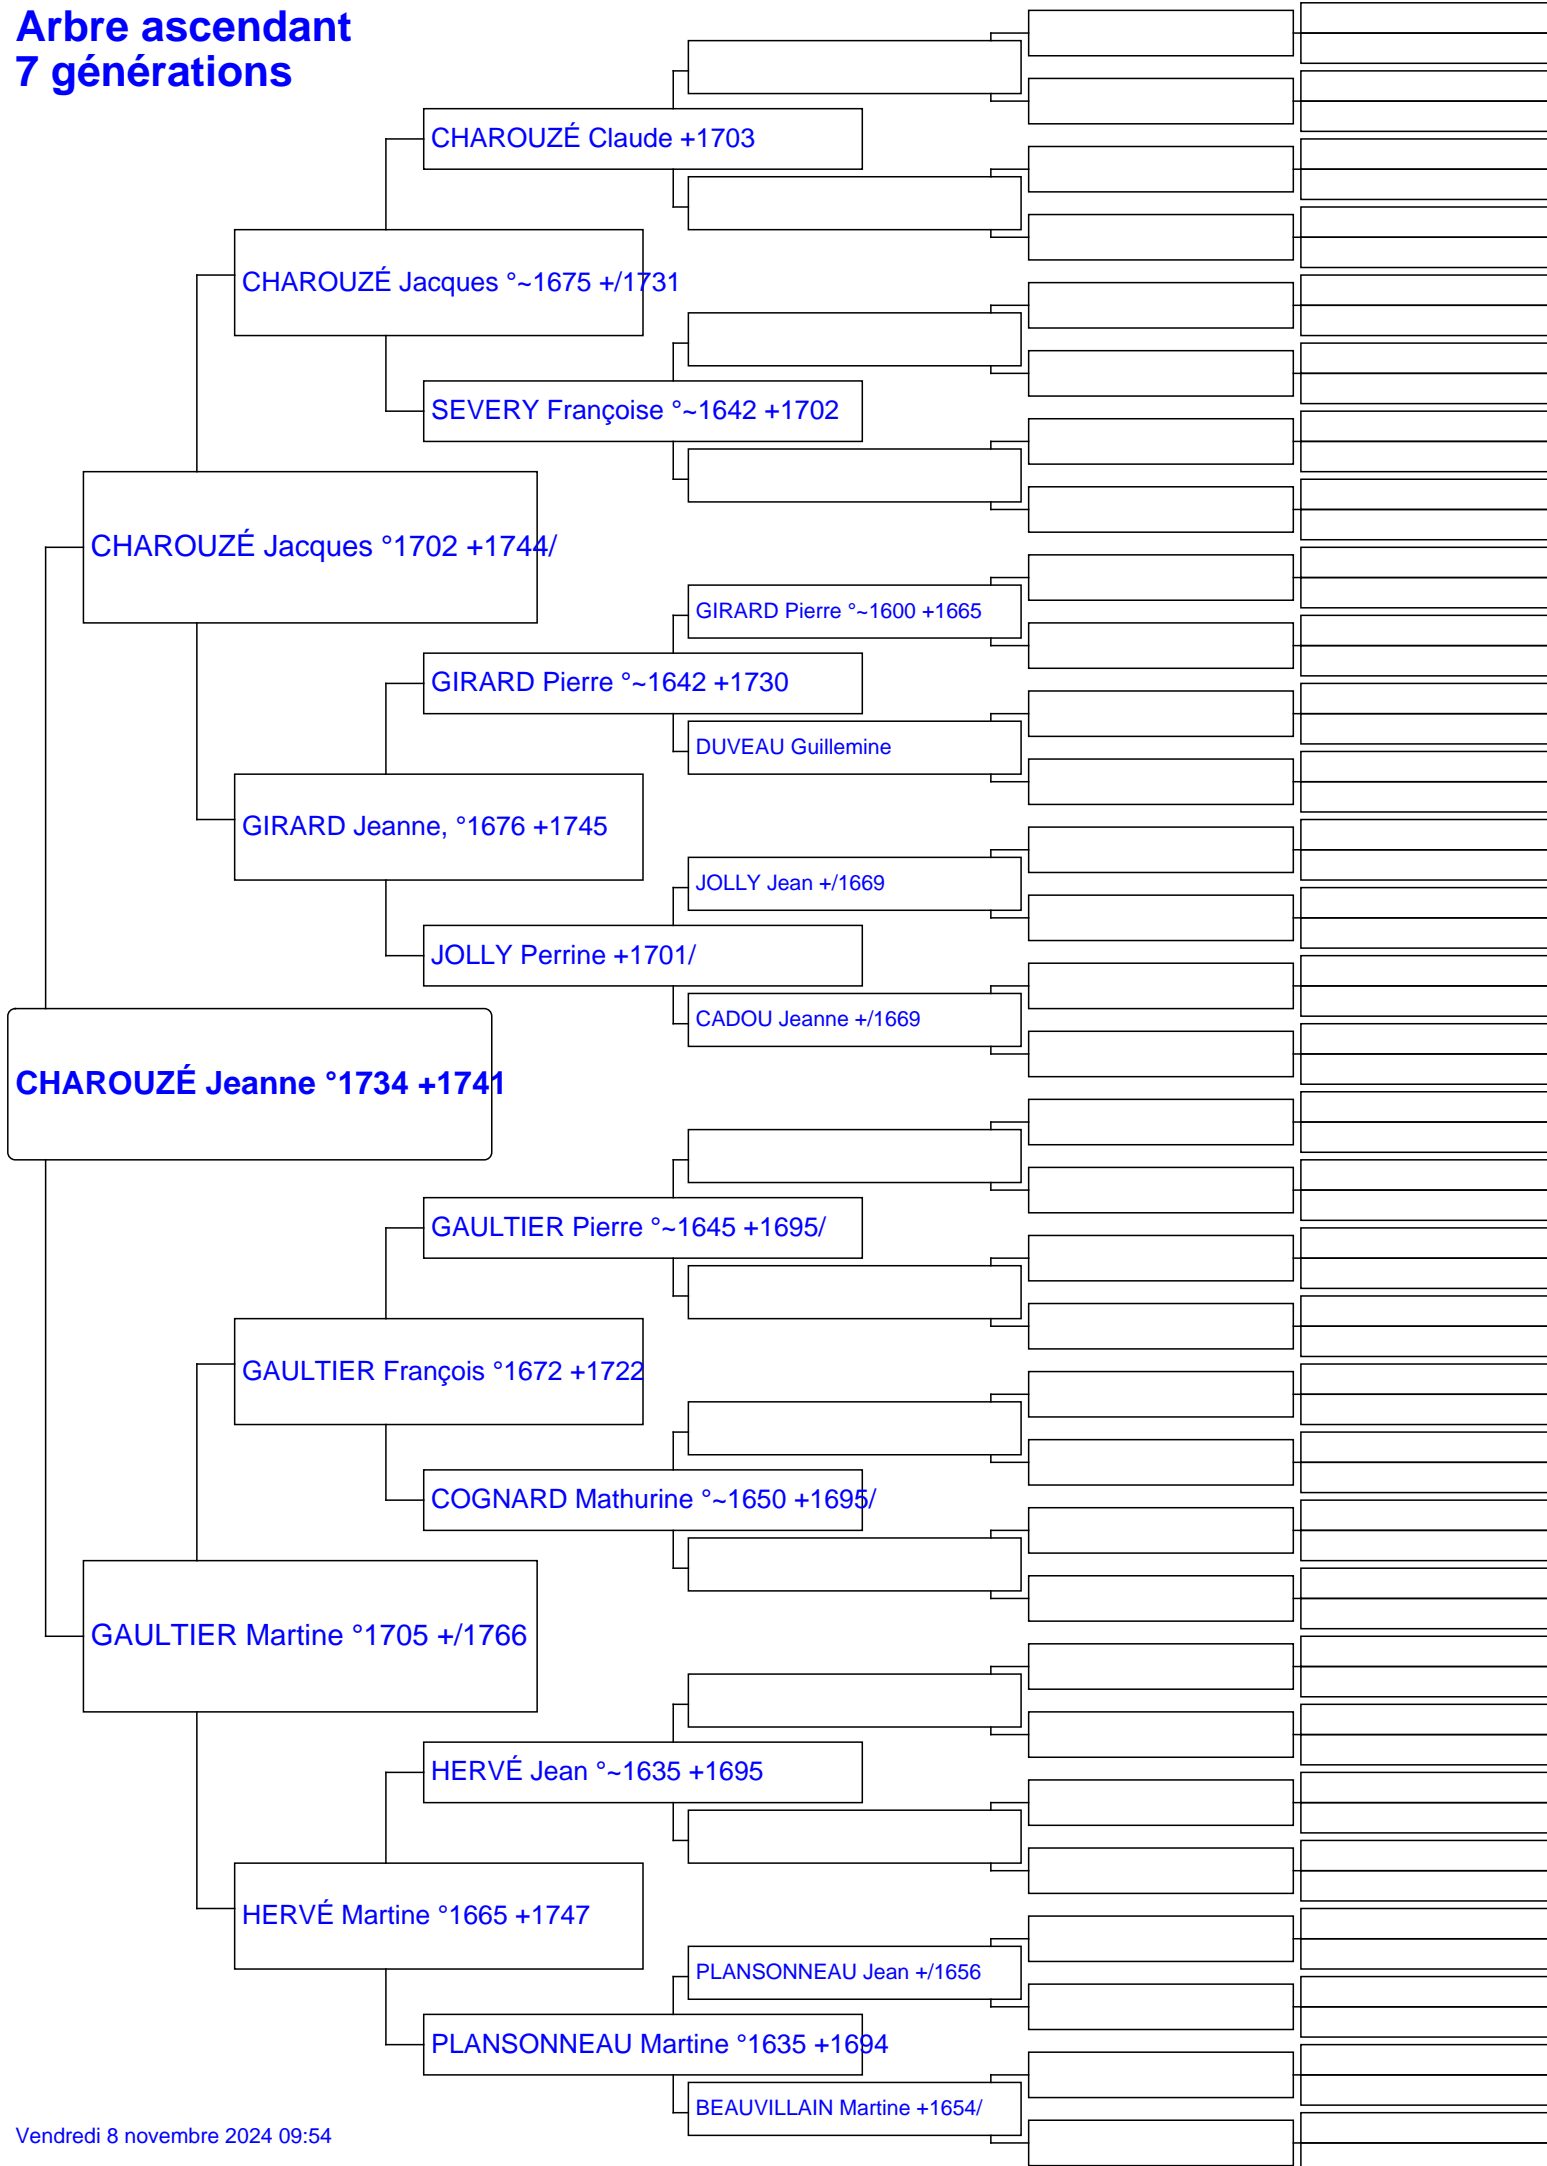 Arbre ascendant
7 générations
CHAROUZÉ Claude +1703
CHAROUZÉ Jacques °~1675 +/1731
SEVERY Françoise °~1642 +1702
CHAROUZÉ Jacques °1702 +1744/
GIRARD Pierre °~1600 +1665
GIRARD Pierre °~1642 +1730
DUVEAU Guillemine
GIRARD Jeanne, °1676 +1745
JOLLY Jean +/1669
JOLLY Perrine +1701/
CADOU Jeanne +/1669
CHAROUZÉ Jeanne °1734 +1741
GAULTIER Pierre °~1645 +1695/
GAULTIER François °1672 +1722
COGNARD Mathurine °~1650 +1695/
GAULTIER Martine °1705 +/1766
HERVÉ Jean °~1635 +1695
HERVÉ Martine °1665 +1747
PLANSONNEAU Jean +/1656
PLANSONNEAU Martine °1635 +1694
BEAUVILLAIN Martine +1654/
Vendredi 8 novembre 2024 09:54